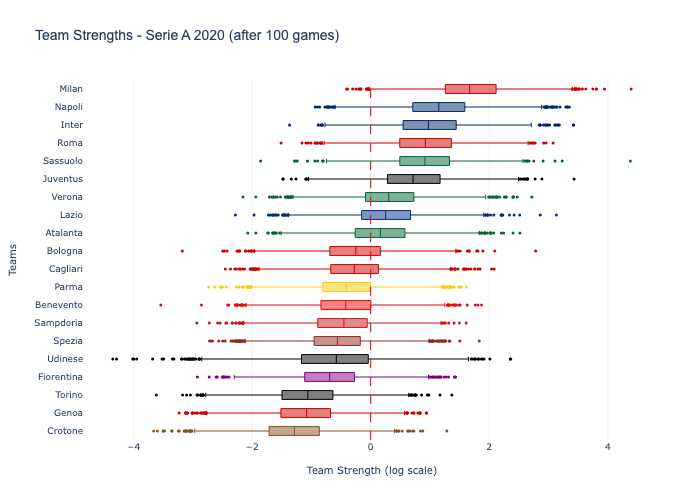 Team Strengths - Serie A 2020 (after 100 games)
Milan
Napoli
Inter
Roma
Sassuolo
Juventus
Verona
Lazio
Atalanta
Bologna
Cagliari
Parma
Benevento
Sampdoria
Spezia
Udinese
Fiorentina
Torino
Genoa
Crotone
Teams
−4
−2
0
2
4
Team Strength (log scale)